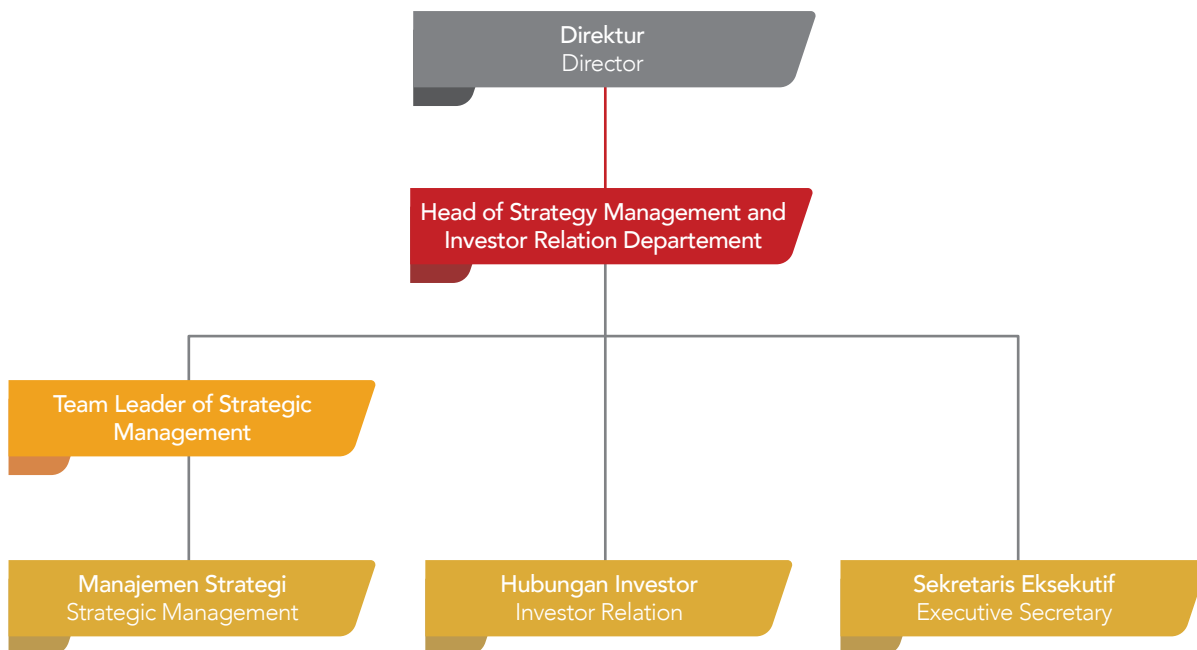 Direktur
Director
Head of Strategy Management and
Investor Relation Departement
Team Leader of Strategic
Management
Manajemen Strategi
Strategic Management
Hubungan Investor
Investor Relation
Sekretaris Eksekutif
Executive Secretary